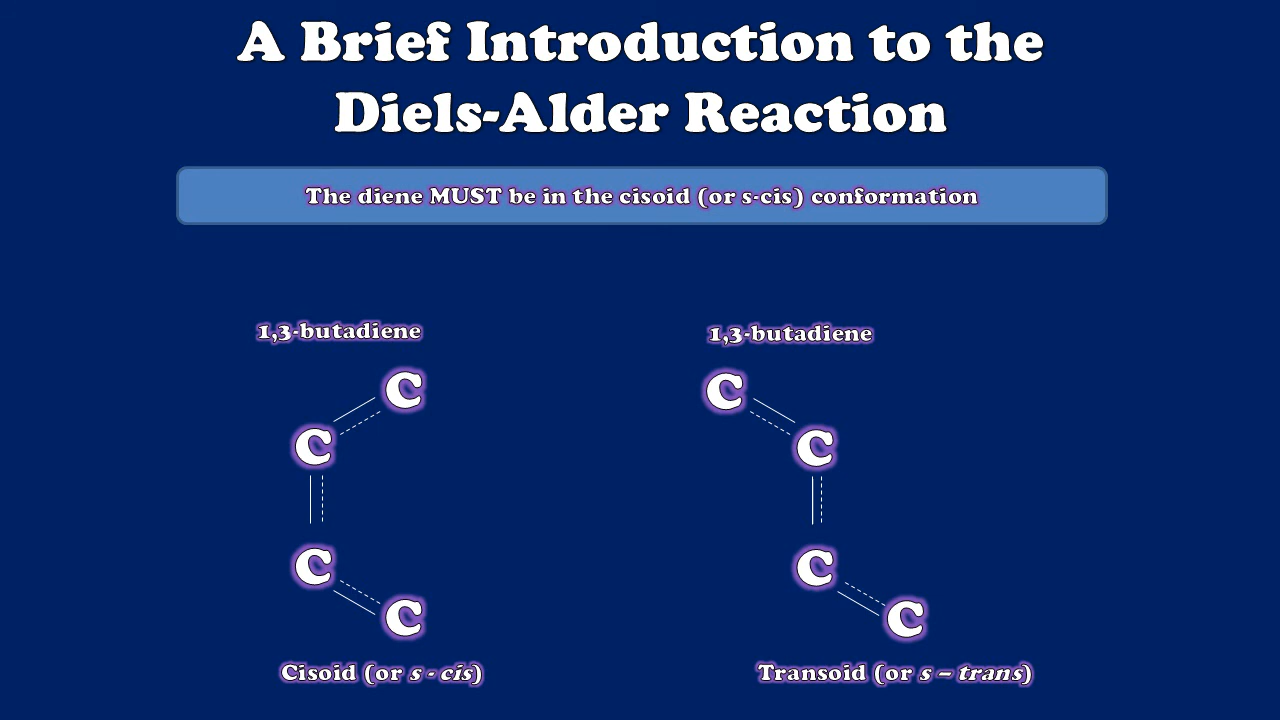 A Brief Introduction to the
Diels-Alder Reaction
The diene MUST be in the cisoid (or s-cis) conformation
1,3-butadiene
C
C
C
C
Cisoid (or s - cis)
1,3-butadiene
C
C
C
C
Transoid (or s – trans)